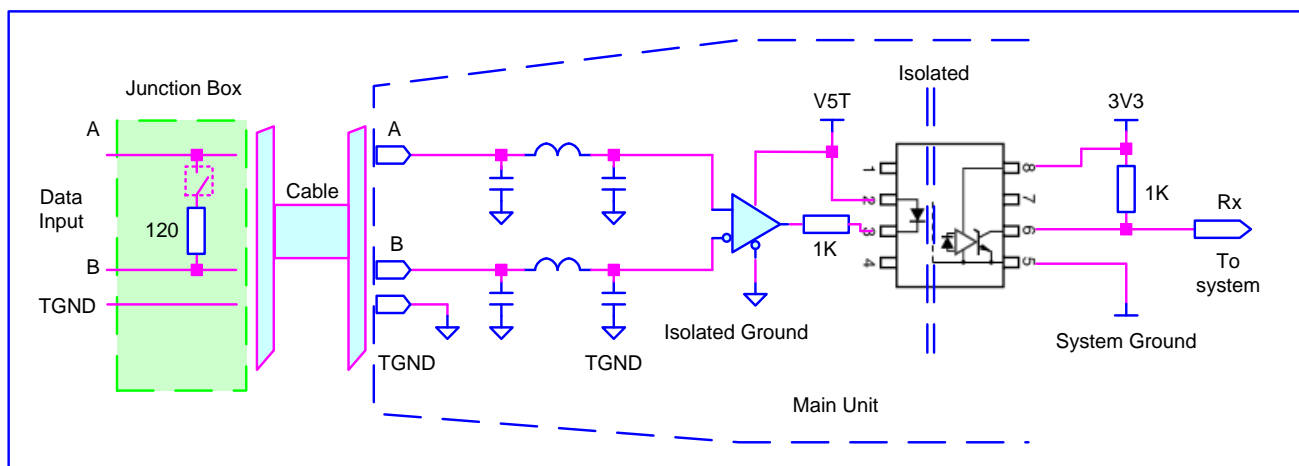 Junction Box
A
Data
Input
120
B
TGND
Cable
A
B
TGND
TGND
Isolated Ground
1K
V5T
Isolated
1
2
3
4
8
7
6
5
3V3
1K
Rx
To
system
System Ground
Main Unit